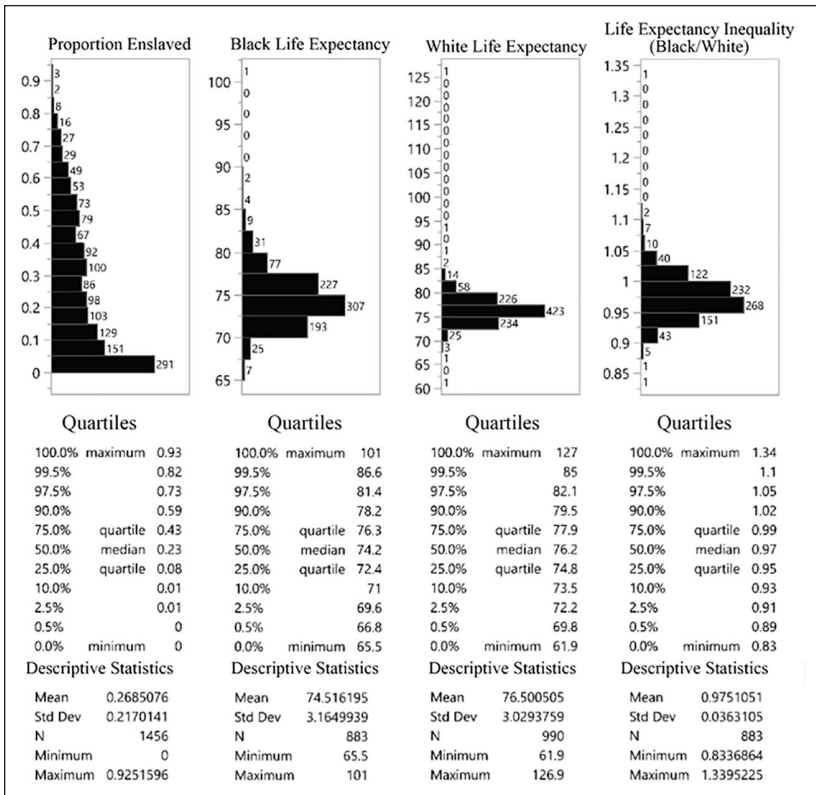 Proportion Enslaved
0.9
0.8
0.7
0.6
0.5
0.4
0.3
0.2
0.1
0
3
2
8
16
27
29
49
53
73
79
67
92
100
86
98
103
129
151
291
Quartiles
100.0% maximum 0.93
99.5% 0.82
97.5% 0.73
90.0% 0.59
75.0% quartile 0.43
50.0% median 0.23
25.0% quartile 0.08
10.0% 0.01
2.5% 0.01
0.5% 0
0.0% minimum 0
Descriptive Statistics
Mean 0.2685076
Std Dev 0.2170141
N 1456
Minimum 0
Maximum 0.9251596
Black Life Expectancy
100
95
90
85
80
75
70
65
1
0
0
0
0
2
4
9
31
77
227
307
193
25
7
Quartiles
100.0% maximum 101
99.5% 86.6
97.5% 81.4
90.0% 78.2
75.0% quartile 76.3
50.0% median 74.2
25.0% quartile 72.4
10.0% 71
2.5% 69.6
0.5% 66.8
0.0% minimum 65.5
Descriptive Statistics
Mean 74.516195
Std Dev 3.1649939
N 883
Minimum 65.5
Maximum 101
White Life Expectancy
125
120
115
110
105
100
95
90
85
80
75
70
65
60
1
0
0
0
0
0
0
0
0
0
0
0
0
1
0
1
2
14
58
226
423
234
25
3
1
0
1
Quartiles
100.0% maximum 127
99.5% 85
97.5% 82.1
90.0% 79.5
75.0% quartile 77.9
50.0% median 76.2
25.0% quartile 74.8
10.0% 73.5
2.5% 72.2
0.5% 69.8
0.0% minimum 61.9
Descriptive Statistics
Mean 76.500505
Std Dev 3.0293759
N 990
Minimum 61.9
Maximum 126.9
Life Expectancy Inequality
(Black/White)
1.35
1.3
1.25
1.2
1.15
1.1
1.05
1
0.95
0.9
0.85
1
0
0
0
0
0
0
0
0
2
7
10
40
122
232
268
151
43
5
1
1
Quartiles
100.0% maximum 1.34
99.5% 1.1
97.5% 1.05
90.0% 1.02
75.0% quartile 0.99
50.0% median 0.97
25.0% quartile 0.95
10.0% 0.93
2.5% 0.91
0.5% 0.89
0.0% minimum 0.83
Descriptive Statistics
Mean 0.9751051
Std Dev 0.0363105
N 883
Minimum 0.8336864
Maximum 1.3395225